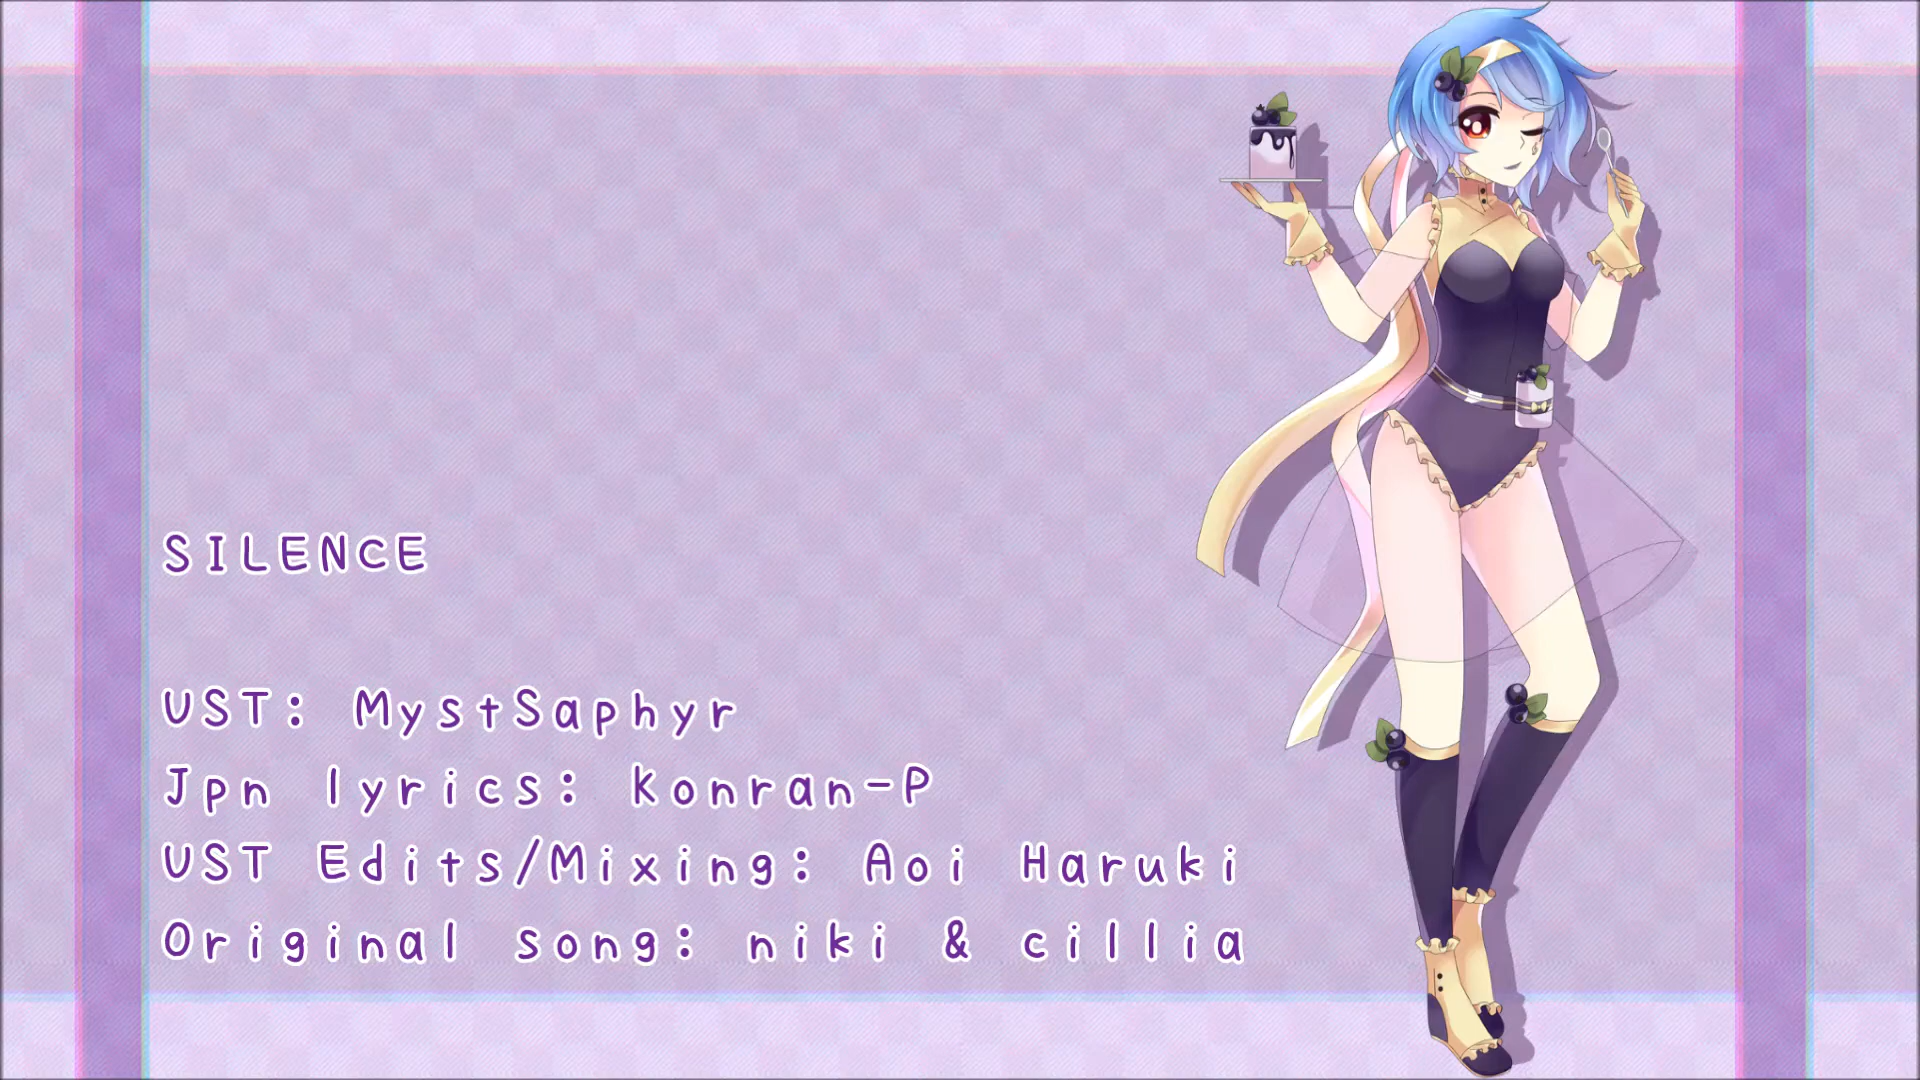 SILENCE
UST: MystSaphyr
Jpn lyrics: Konran-P
UST Edits/Mixing: Aoi Haruki
Original song: niki & cillia